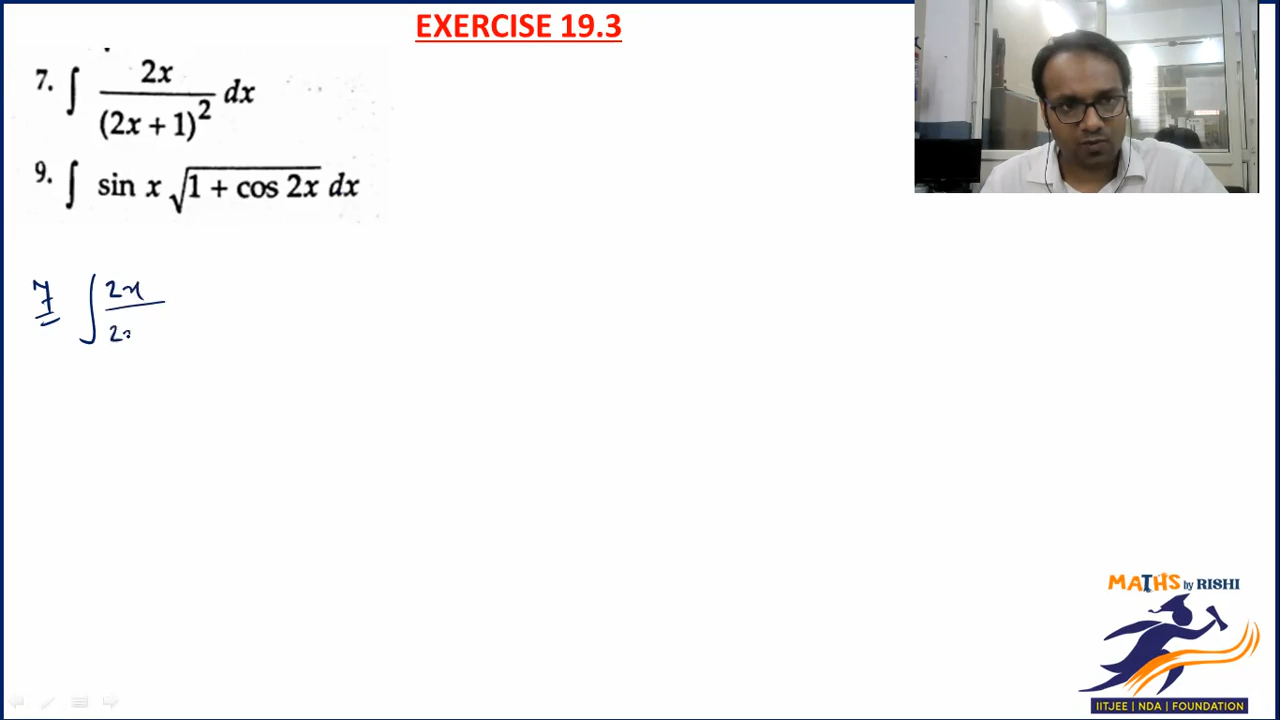 EXERCISE 19.3
7. ∫ 2x / (2x + 1)² dx
9. ∫ sin x √(1 + cos 2x) dx
7 ∫ 2x / 2
MATHS by RISHI
IITJEE | NDA | FOUNDATION